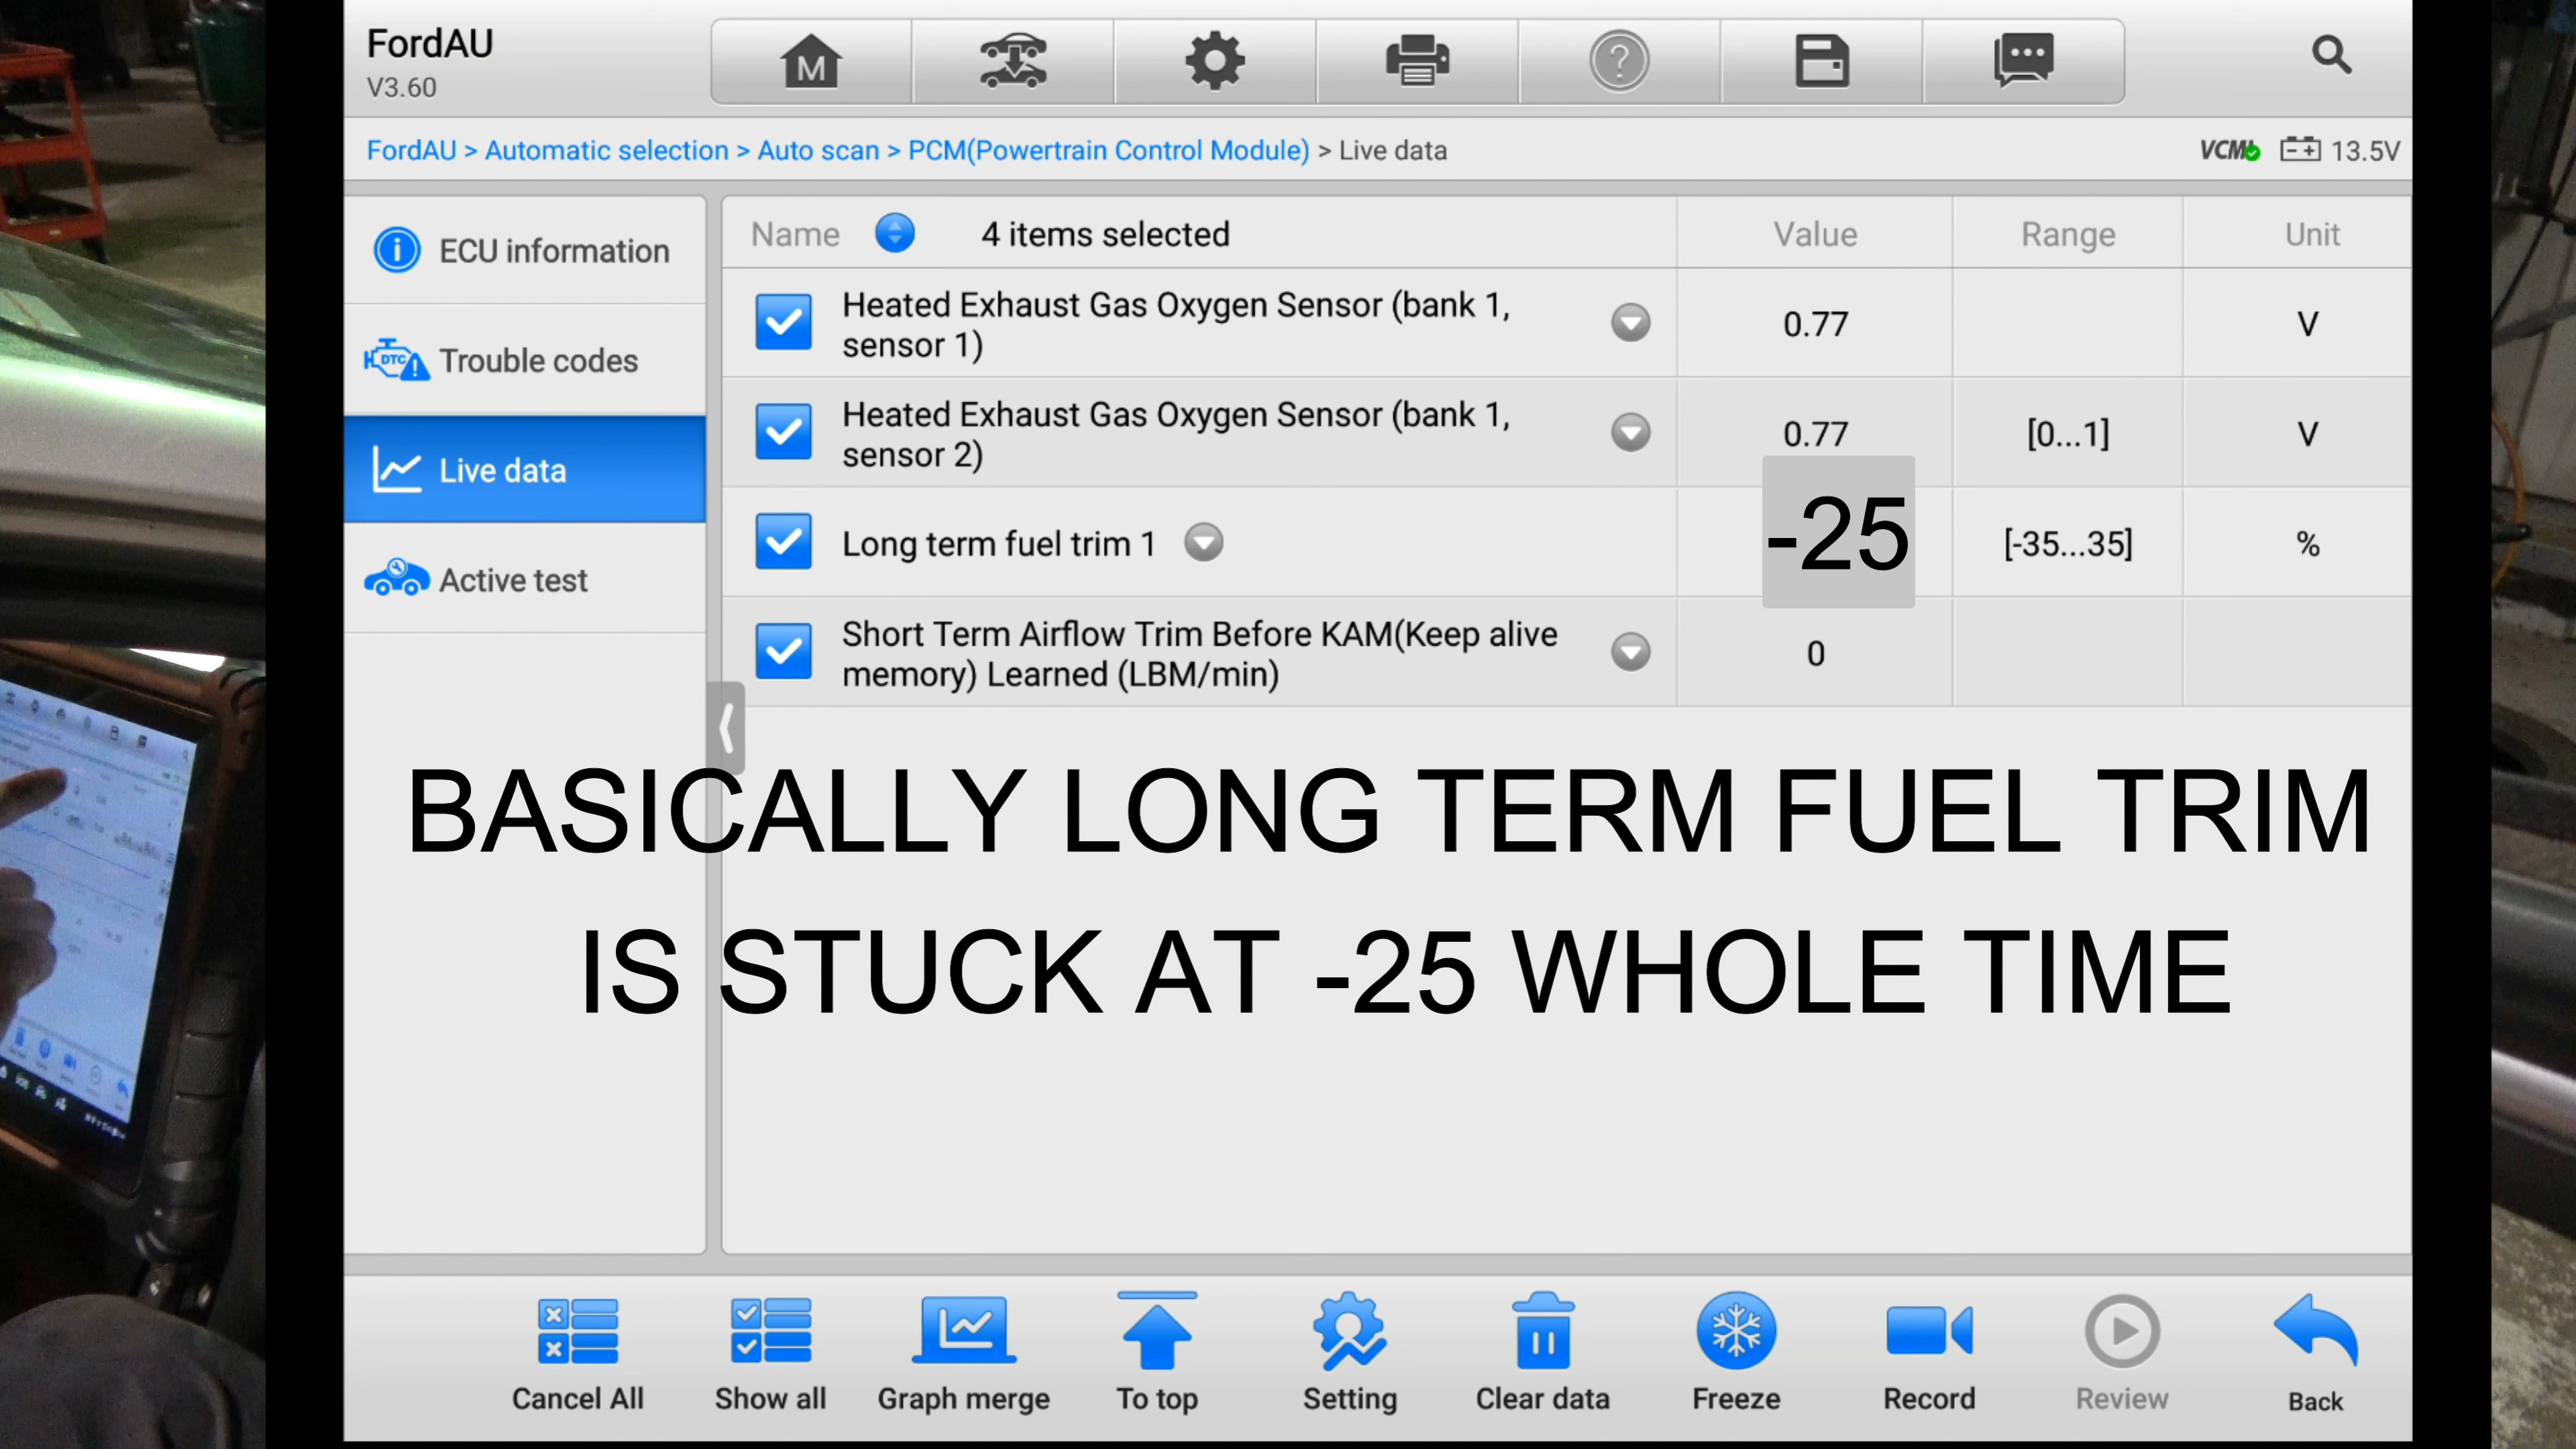 FordAU
V3.60
M
?
FordAU > Automatic selection > Auto scan > PCM(Powertrain Control Module) > Live data
VCMI
13.5V
ECU information
DTC
Trouble codes
Live data
Active test
Name
4 items selected
Value
Range
Unit
Heated Exhaust Gas Oxygen Sensor (bank 1,
sensor 1)
0.77
V
Heated Exhaust Gas Oxygen Sensor (bank 1,
sensor 2)
0.77
[0...1]
V
Long term fuel trim 1
-25
[-35...35]
%
Short Term Airflow Trim Before KAM(Keep alive
memory) Learned (LBM/min)
0
BASICALLY LONG TERM FUEL TRIM
IS STUCK AT -25 WHOLE TIME
Cancel All
Show all
Graph merge
To top
Setting
Clear data
Freeze
Record
Review
Back